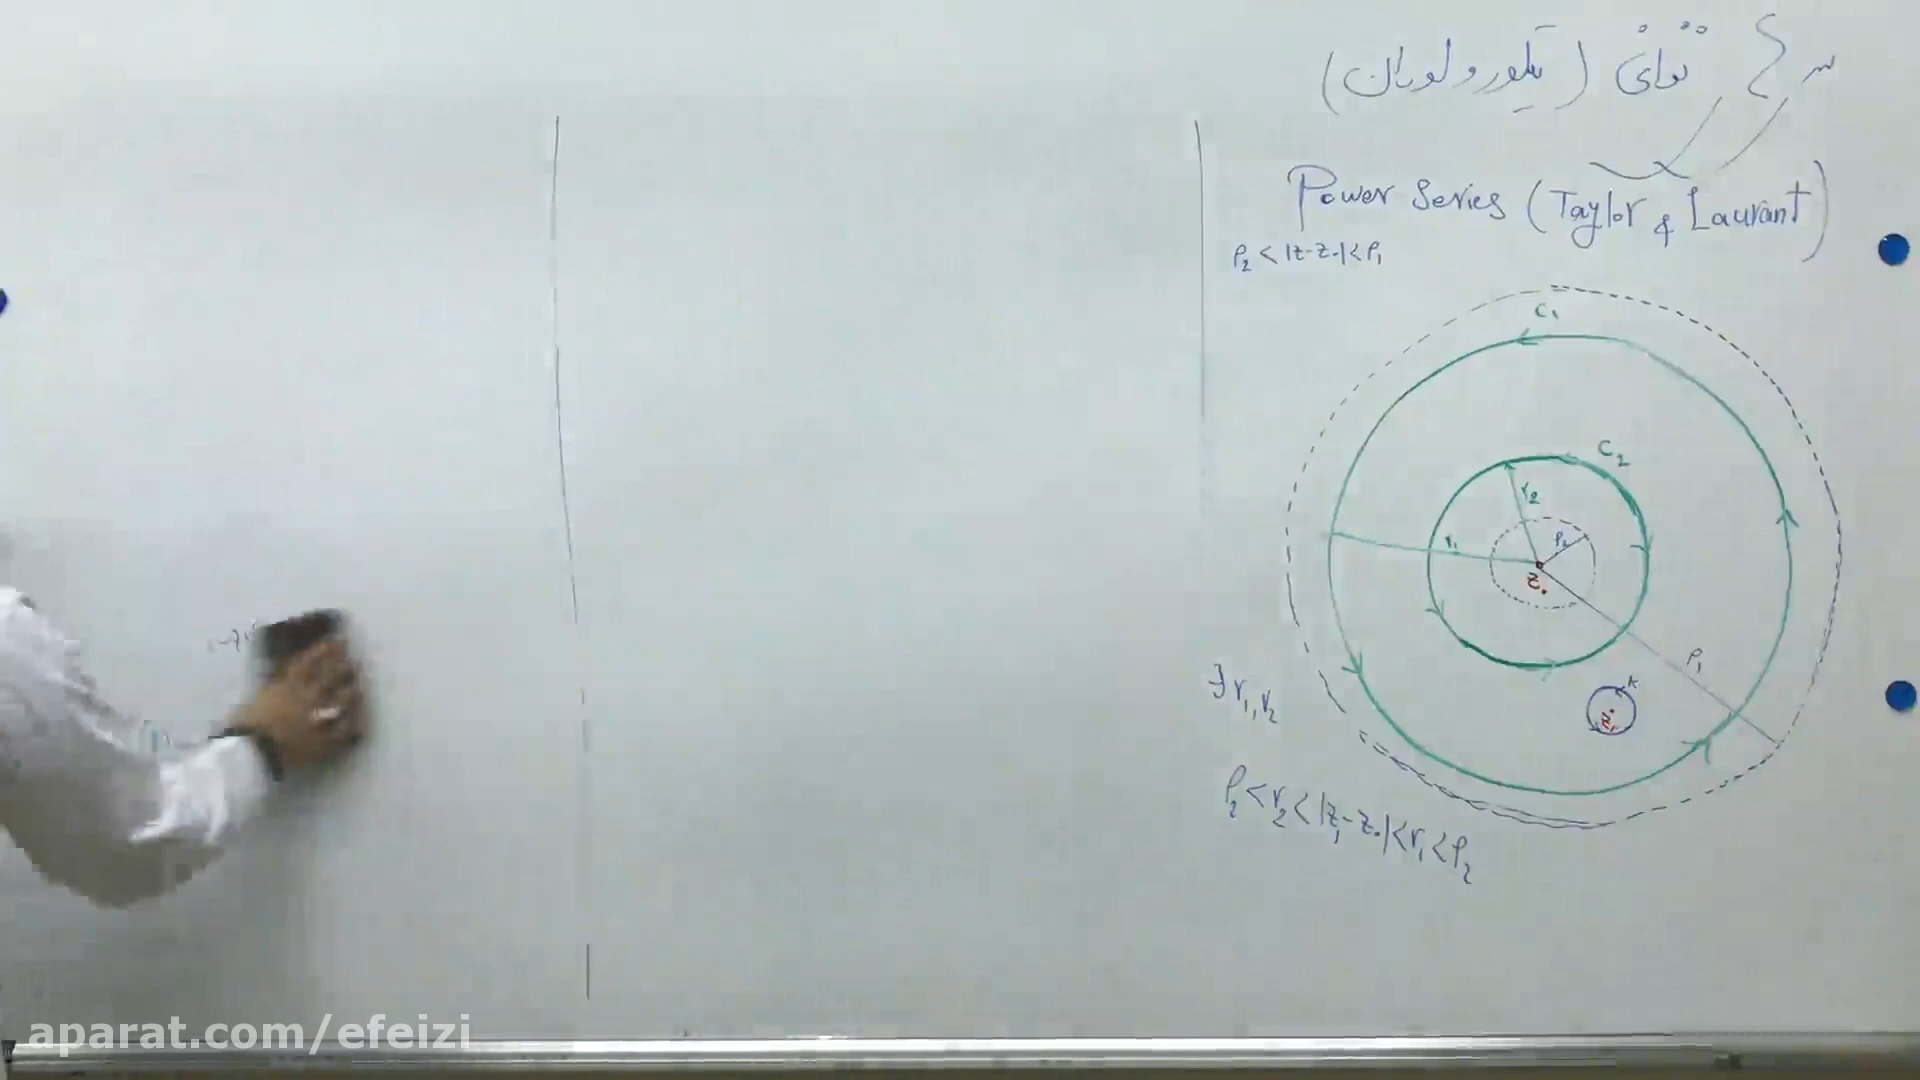 سری توانی (تیلور و لوران)
Power Series (Taylor & Laurant)
ρ₂ < |z-z₀| < ρ₁
C₁
C₂
r₂
r₁
ρ₂
z₀
ρ₁
K
z₁
∃ r₁, r₂
ρ₂ < r₂ < |z₁-z₀| < r₁ < ρ₂
aparat.com/efeizi